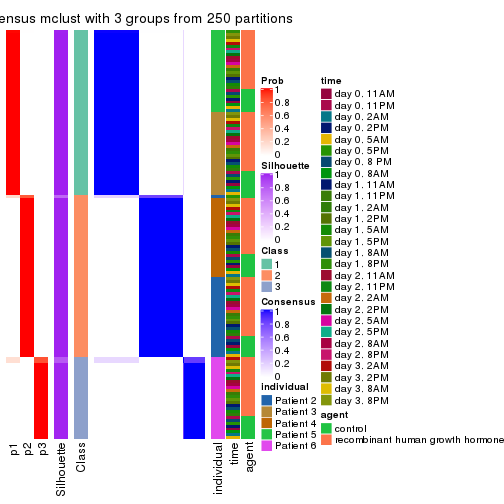 ensus mclust with 3 groups from 250 partitions
p1
p2
p3
Silhouette
Class
individual
time
agent
Prob
1
0.8
0.6
0.4
0.2
0
Silhouette
1
0.8
0.6
0.4
0.2
0
Class
1
2
3
Consensus
1
0.8
0.6
0.4
0.2
0
individual
Patient 2
Patient 3
Patient 4
Patient 5
Patient 6
time
day 0. 11AM
day 0. 11PM
day 0. 2AM
day 0. 2PM
day 0. 5AM
day 0. 5PM
day 0. 8 PM
day 0. 8AM
day 1. 11AM
day 1. 11PM
day 1. 2AM
day 1. 2PM
day 1. 5AM
day 1. 5PM
day 1. 8AM
day 1. 8PM
day 2. 11AM
day 2. 11PM
day 2. 2AM
day 2. 2PM
day 2. 5AM
day 2. 5PM
day 2. 8AM
day 2. 8PM
day 3. 2AM
day 3. 2PM
day 3. 8AM
day 3. 8PM
agent
control
recombinant human growth hormone